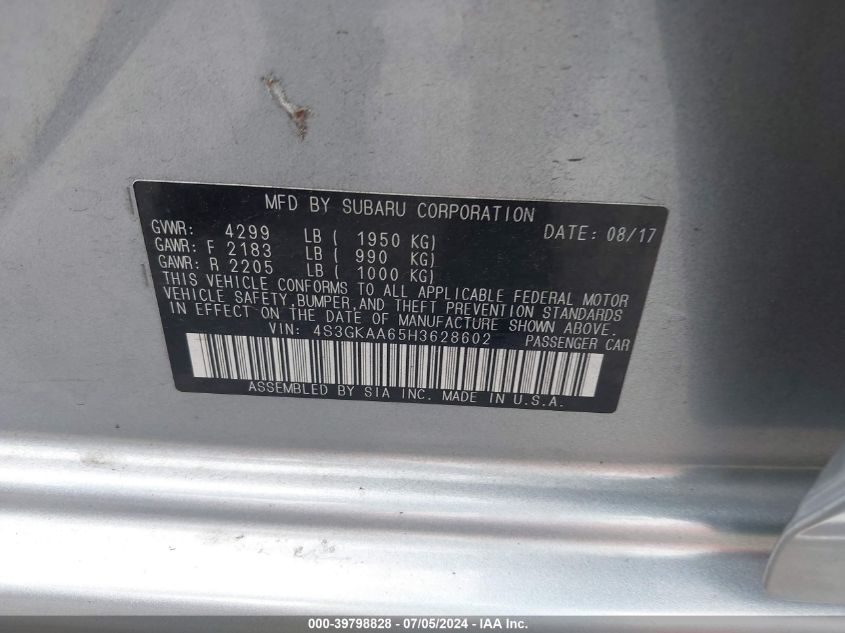 MFD BY SUBARU CORPORATION
GVWR: 4299 LB ( 1950 KG) DATE: 08/17
GAWR: F 2183 LB ( 990 KG)
GAWR: R 2205 LB ( 1000 KG)
THIS VEHICLE CONFORMS TO ALL APPLICABLE FEDERAL MOTOR
VEHICLE SAFETY,BUMPER,AND THEFT PREVENTION STANDARDS
IN EFFECT ON THE DATE OF MANUFACTURE SHOWN ABOVE.
VIN: 4S3GKAA65H3628602 PASSENGER CAR
ASSEMBLED BY SIA INC. MADE IN U.S.A.
000-39798828 - 07/05/2024 - IAA Inc.